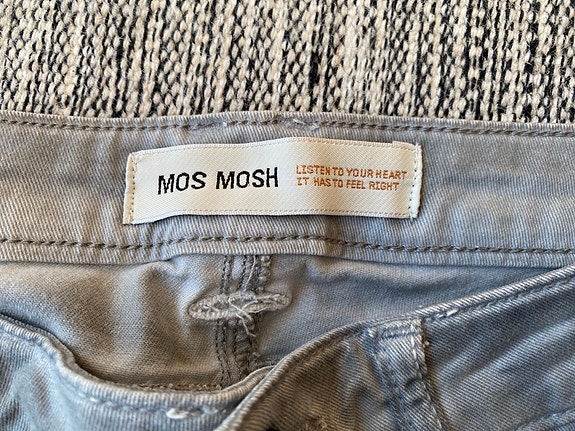 MOS MOSH
LISTEN TO YOUR HEART
IT HAS TO FEEL RIGHT